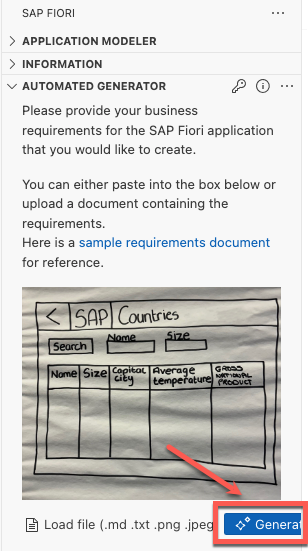 SAP FIORI
APPLICATION MODELER
INFORMATION
AUTOMATED GENERATOR
Please provide your business
requirements for the SAP Fiori application
that you would like to create.
You can either paste into the box below or
upload a document containing the
requirements.
Here is a sample requirements document
for reference.
< SAP Countries
Name Size
Search
Name Size Capital city Average temperature GROSS NATIONAL PRODUCT
Load file (.md .txt .png .jpeg
Generat